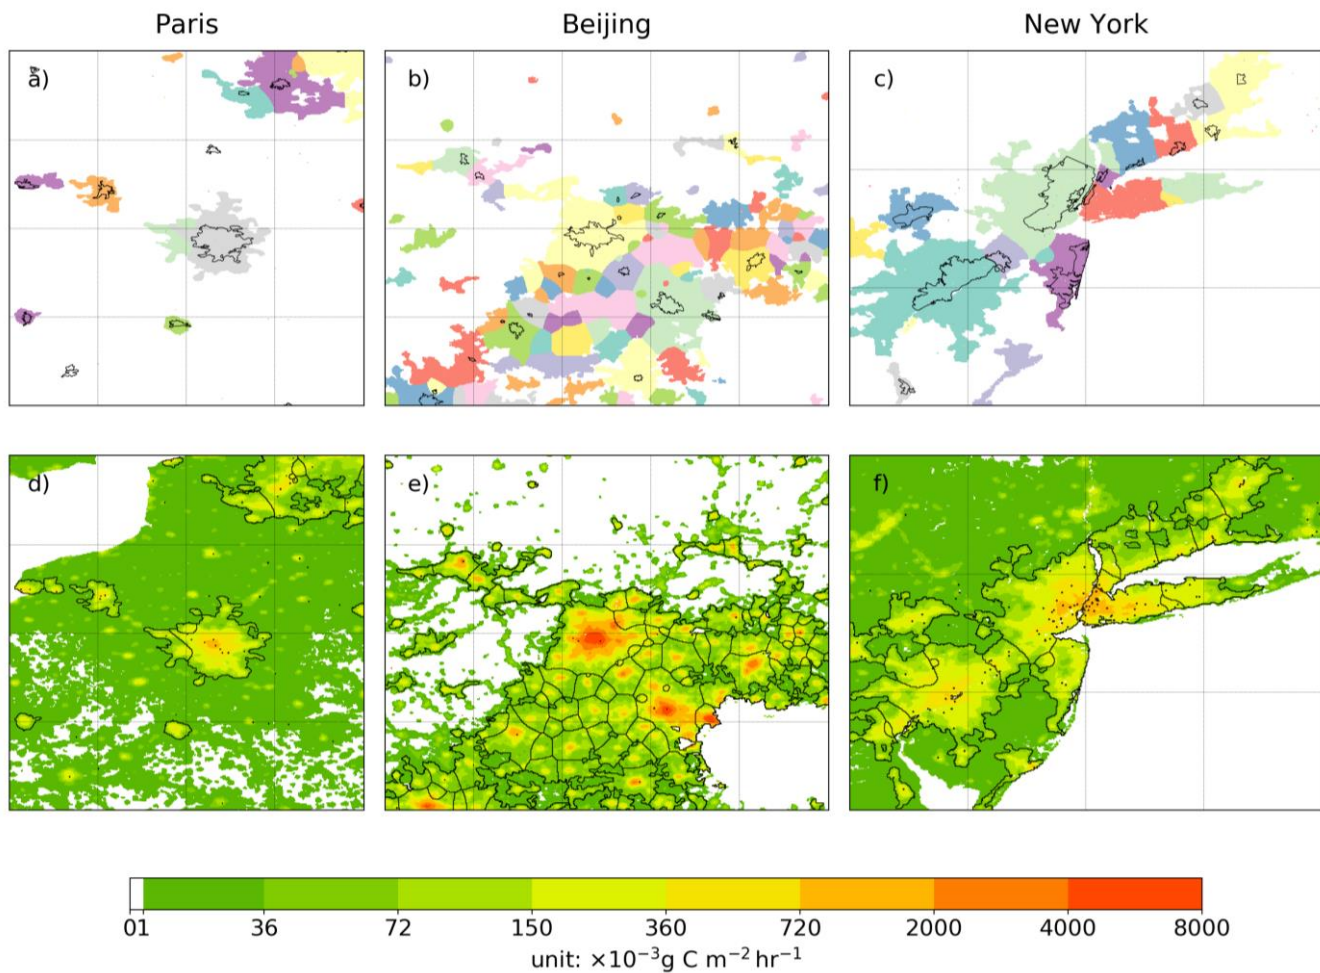 Paris Beijing New York
a) b) c)
d) e) f)
01 36 72 150 360 720 2000 4000 8000
unit: ×10⁻³g C m⁻² hr⁻¹